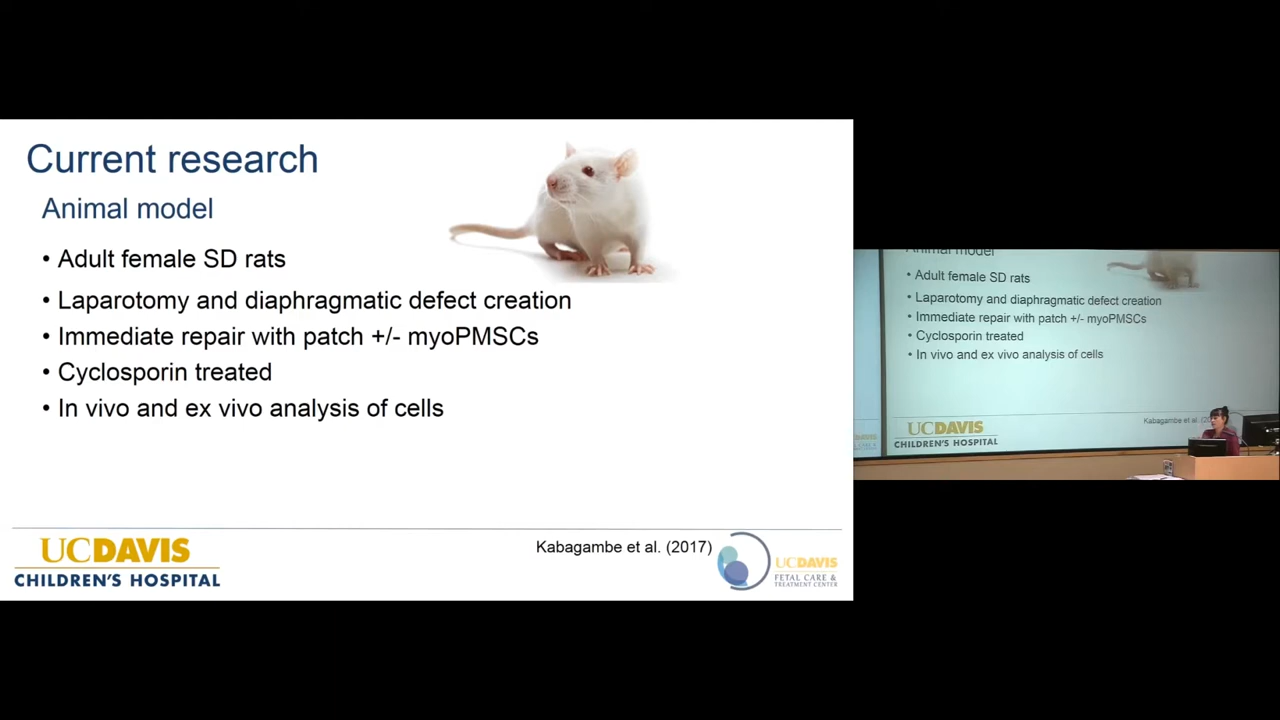 Current research
Animal model
• Adult female SD rats
• Laparotomy and diaphragmatic defect creation
• Immediate repair with patch +/- myoPMSCs
• Cyclosporin treated
• In vivo and ex vivo analysis of cells
Kabagambe et al. (2017)
UCDAVIS
CHILDREN'S HOSPITAL
UCDAVIS
FETAL CARE &
TREATMENT CENTER
Animal model
• Adult female SD rats
• Laparotomy and diaphragmatic defect creation
• Immediate repair with patch +/- myoPMSCs
• Cyclosporin treated
• In vivo and ex vivo analysis of cells
Kabagambe et al.
UCDAVIS
CHILDREN'S HOSPITAL